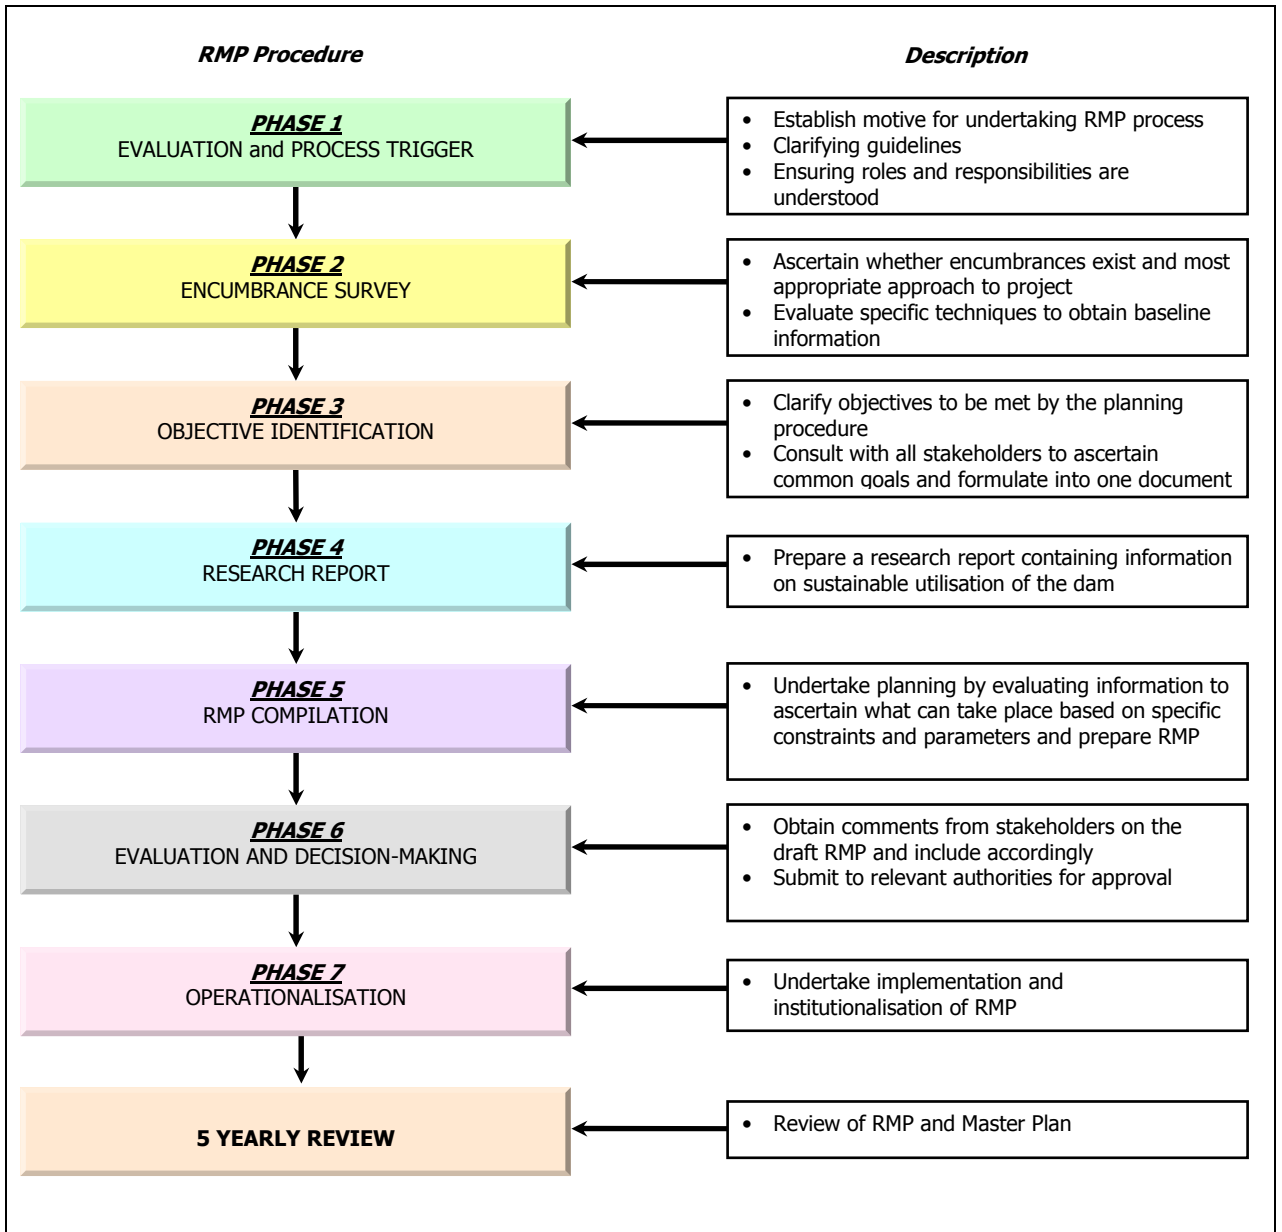 RMP Procedure
Description
PHASE 1
EVALUATION and PROCESS TRIGGER
• Establish motive for undertaking RMP process
• Clarifying guidelines
• Ensuring roles and responsibilities are
understood
PHASE 2
ENCUMBRANCE SURVEY
• Ascertain whether encumbrances exist and most
appropriate approach to project
• Evaluate specific techniques to obtain baseline
information
PHASE 3
OBJECTIVE IDENTIFICATION
• Clarify objectives to be met by the planning
procedure
• Consult with all stakeholders to ascertain
common goals and formulate into one document
PHASE 4
RESEARCH REPORT
• Prepare a research report containing information
on sustainable utilisation of the dam
PHASE 5
RMP COMPILATION
• Undertake planning by evaluating information to
ascertain what can take place based on specific
constraints and parameters and prepare RMP
PHASE 6
EVALUATION AND DECISION-MAKING
• Obtain comments from stakeholders on the
draft RMP and include accordingly
• Submit to relevant authorities for approval
PHASE 7
OPERATIONALISATION
• Undertake implementation and
institutionalisation of RMP
5 YEARLY REVIEW
• Review of RMP and Master Plan